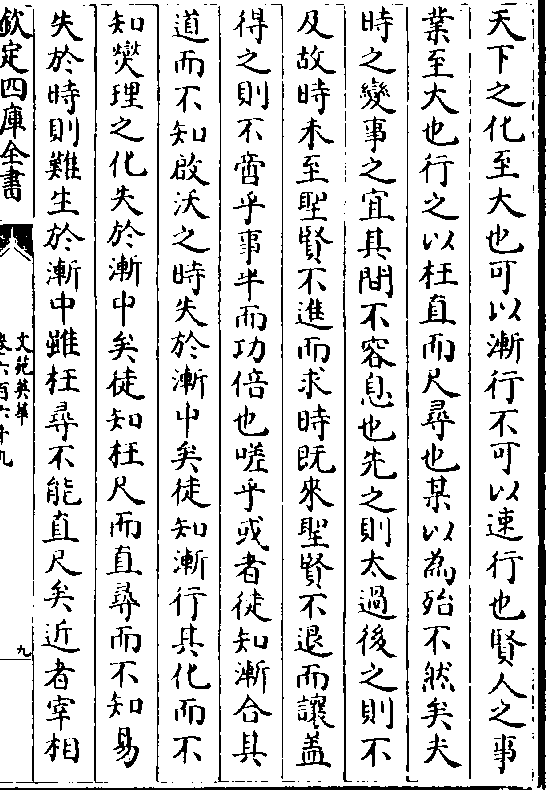 天下之化至大也可以漸行不可以速行也賢人之事
業至大也行之以枉直而尺尋也某以為殆不然矣夫
時之變事之宜其間不容息也先之則太過後之則不
及故時未至聖賢不進而求時既來聖賢不退而讓蓋
得之則不啻乎事半而功倍也嗟乎或者徒知漸合其
道而不知啟沃之時失於漸中矣徒知漸行其化而不
知爕理之化失於漸中矣徒知枉尺而直尋而不知易
失於時則難生於漸中雖枉尋不能直尺矣近者宰相
欽定四庫全書
文苑英華
卷六百六十九
九